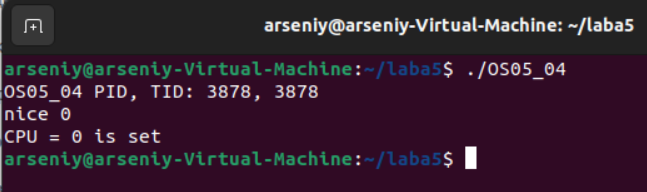 arseniy@arseniy-Virtual-Machine: ~/laba5
arseniy@arseniy-Virtual-Machine:~/laba5$ ./OS05_04
OS05_04 PID, TID: 3878, 3878
nice 0
CPU = 0 is set
arseniy@arseniy-Virtual-Machine:~/laba5$